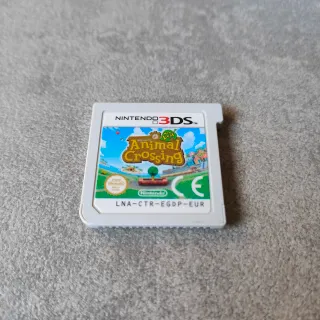 NINTENDO 3DS
Animal
Crossing
Nintendo
CE
LNA-CTR-EGDP-EUR